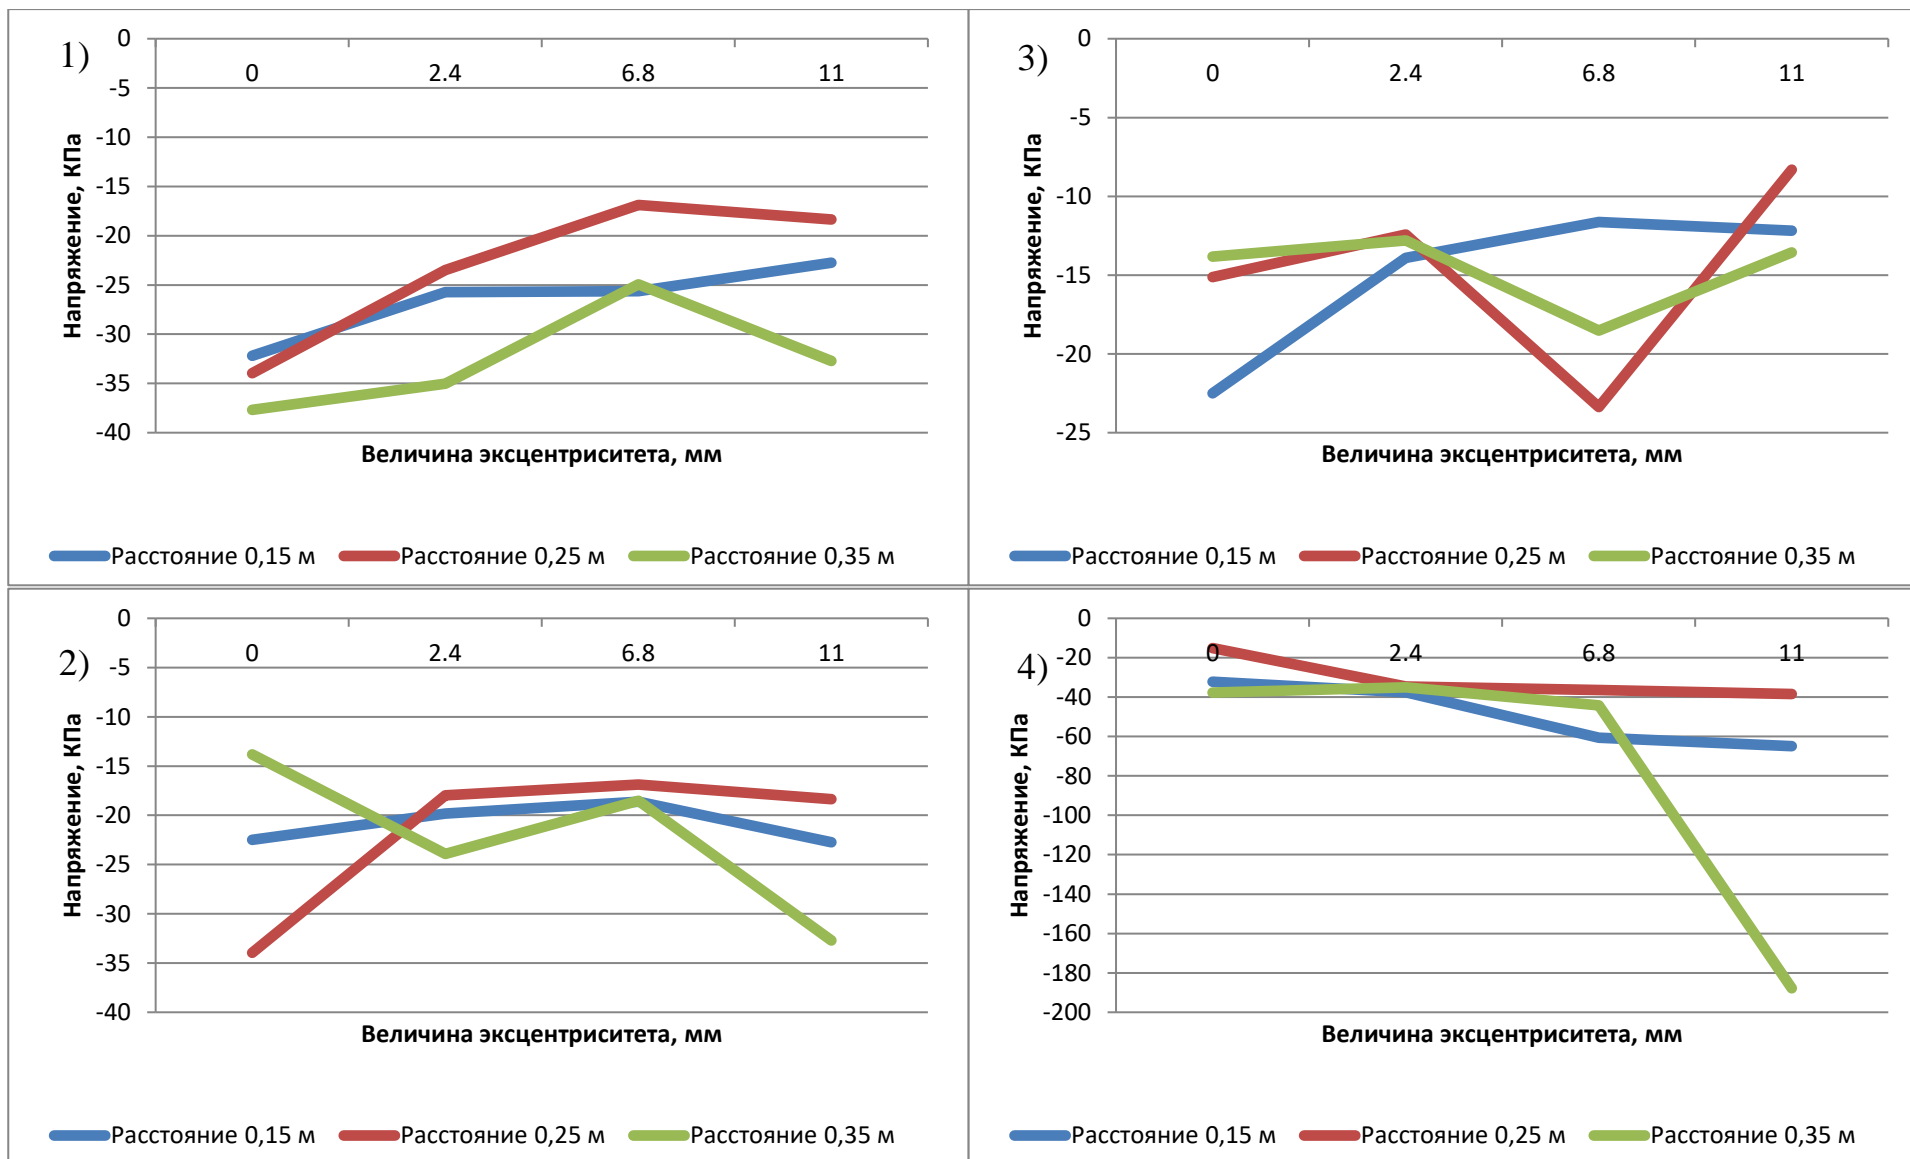 1)
0
-5
-10
-15
-20
-25
-30
-35
-40
0 2.4 6.8 11
Напряжение, КПа
Величина эксцентриситета, мм
Расстояние 0,15 м Расстояние 0,25 м Расстояние 0,35 м
3)
0
-5
-10
-15
-20
-25
0 2.4 6.8 11
Напряжение, КПа
Величина эксцентриситета, мм
Расстояние 0,15 м Расстояние 0,25 м Расстояние 0,35 м
2)
0
-5
-10
-15
-20
-25
-30
-35
-40
0 2.4 6.8 11
Напряжение, КПа
Величина эксцентриситета, мм
Расстояние 0,15 м Расстояние 0,25 м Расстояние 0,35 м
4)
0
-20
-40
-60
-80
-100
-120
-140
-160
-180
-200
0 2.4 6.8 11
Напряжение, КПа
Величина эксцентриситета, мм
Расстояние 0,15 м Расстояние 0,25 м Расстояние 0,35 м